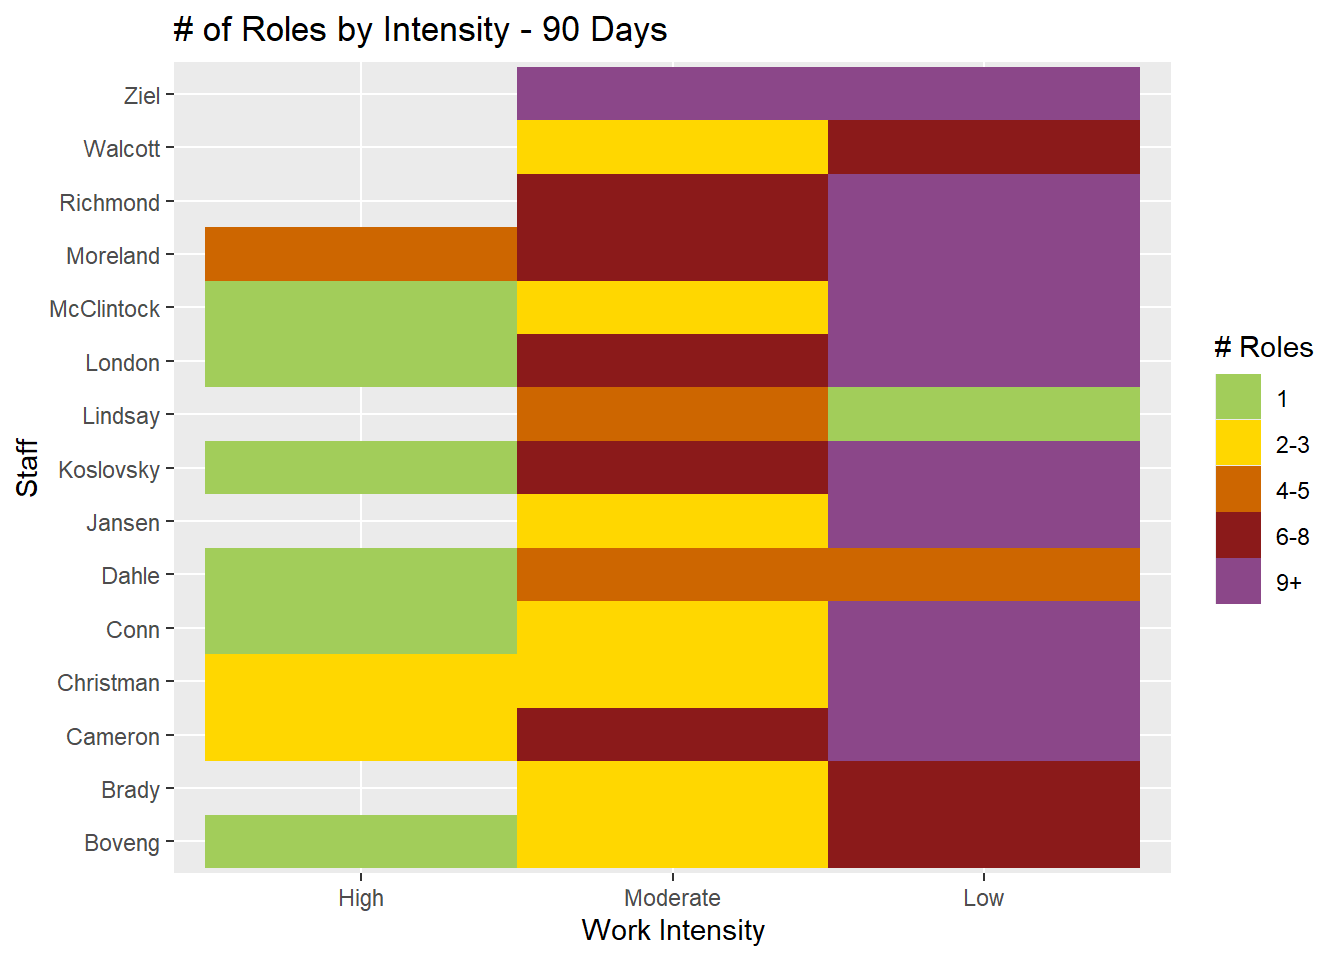 # of Roles by Intensity - 90 Days
Staff
Ziel
Walcott
Richmond
Moreland
McClintock
London
Lindsay
Koslovsky
Jansen
Dahle
Conn
Christman
Cameron
Brady
Boveng
High Moderate Low
Work Intensity
# Roles
1
2-3
4-5
6-8
9+